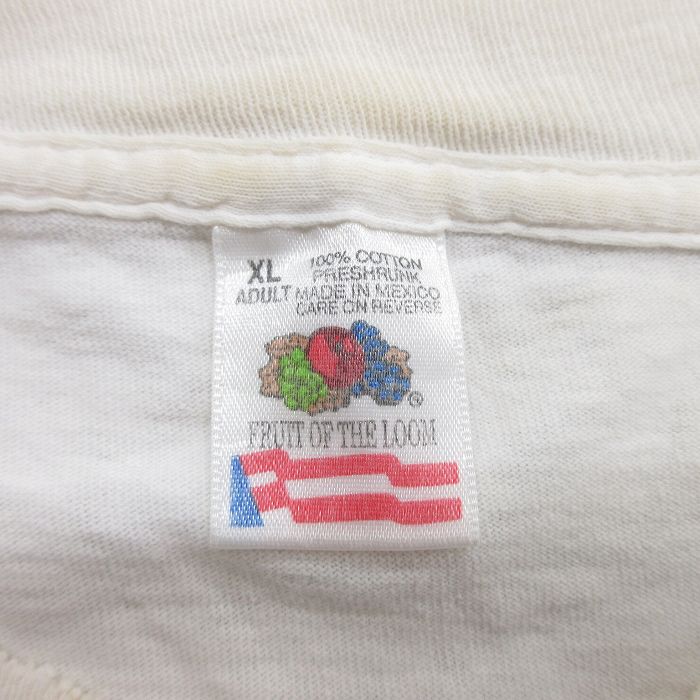 XL
ADULT
100% COTTON
PRESHRUNK
MADE IN MEXICO
CARE ON REVERSE
®
FRUIT OF THE LOOM